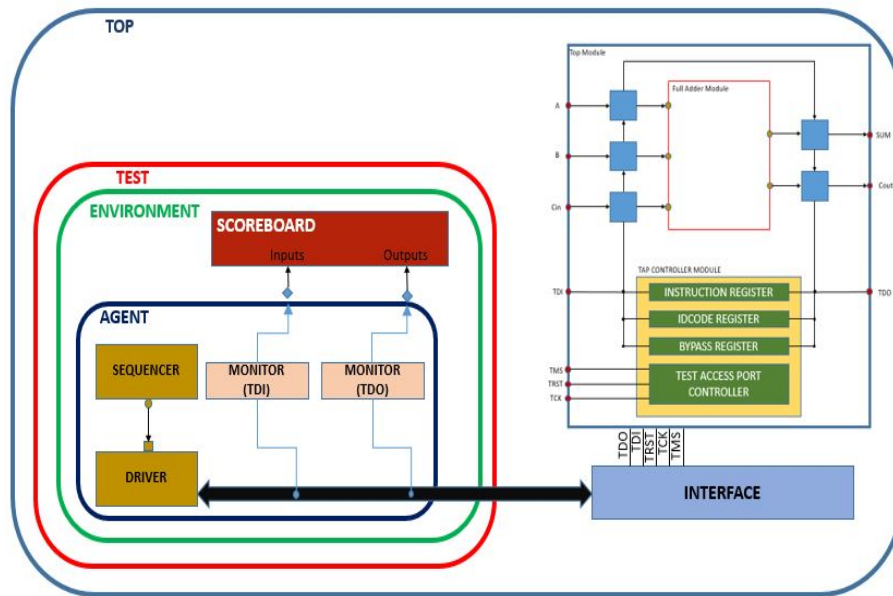 TOP
Top Module
Full Adder Module
A
B
Cin
SUM
Cout
TDI
TDO
TAP CONTROLLER MODULE
INSTRUCTION REGISTER
IDCODE REGISTER
BYPASS REGISTER
TEST ACCESS PORT
CONTROLLER
TMS
TRST
TCK
TDO
TDI
TRST
TCK
TMS
INTERFACE
TEST
ENVIRONMENT
SCOREBOARD
Inputs
Outputs
AGENT
SEQUENCER
MONITOR
(TDI)
MONITOR
(TDO)
DRIVER